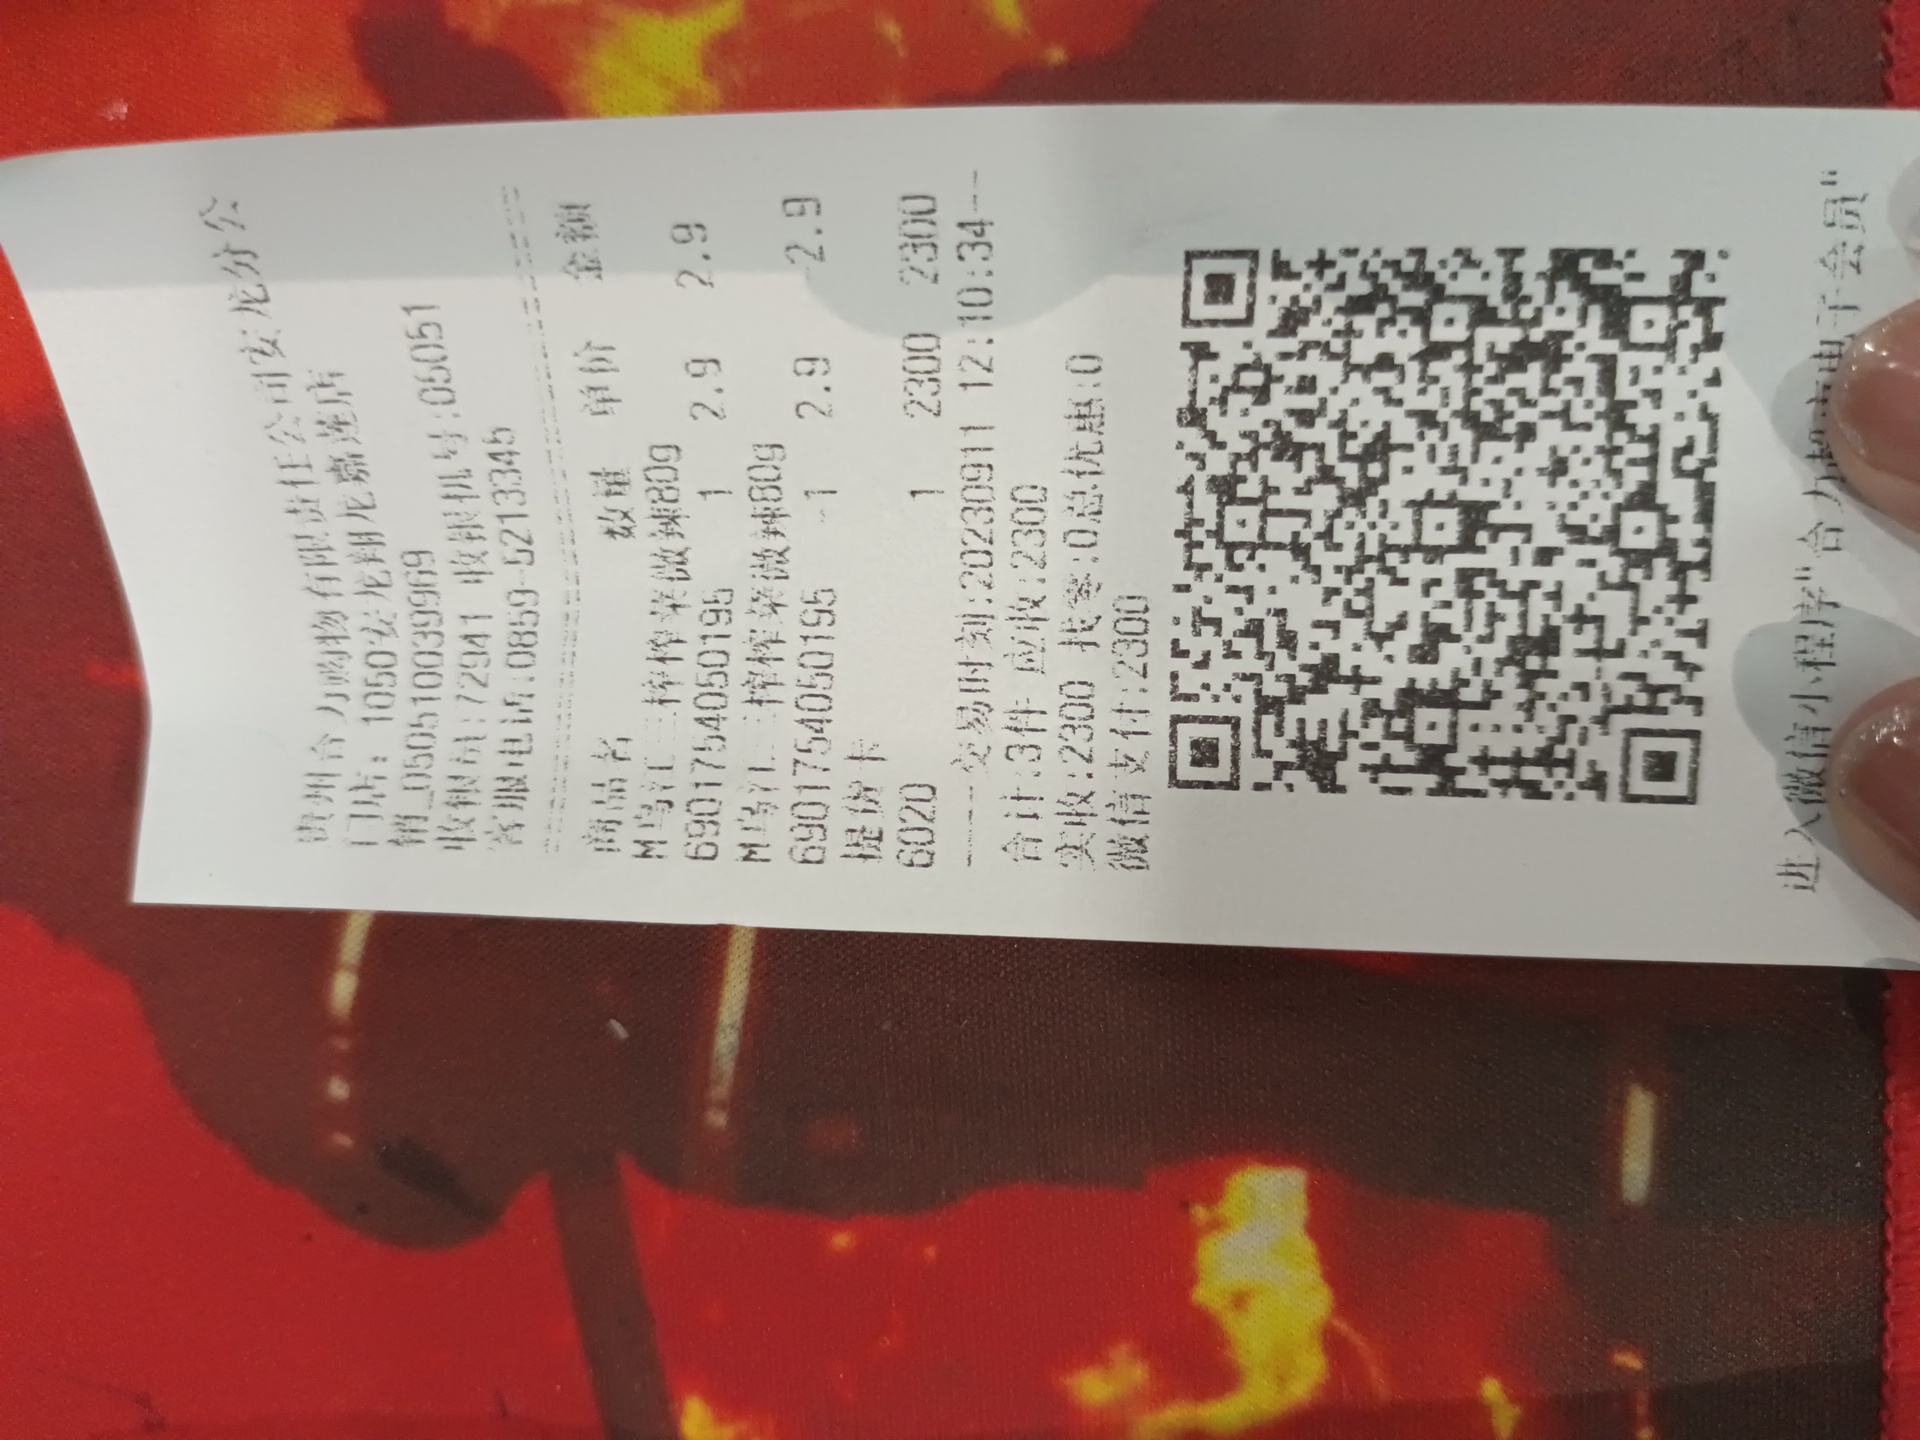 贵州合力购物有限责任公司安龙分公
门店：1050安龙翔龙嘉莲店
销_D50510039969
收银员:72941 收银机号:05051
客服电话:0859-5213345
商品名 数量 单价 金额
M乌江三榨榨菜微辣80g
6901754050195 1 2.9 2.9
M乌江三榨榨菜微辣80g
6901754050195 -1 2.9 -2.9
提货卡
6020 1 2300 2300
交易时刻:20230911 12:10:34
合计:3件 应收:2300
实收:2300 找零:0总优惠:0
微信支付:2300
进入微信小程序"合力超市电子会员"